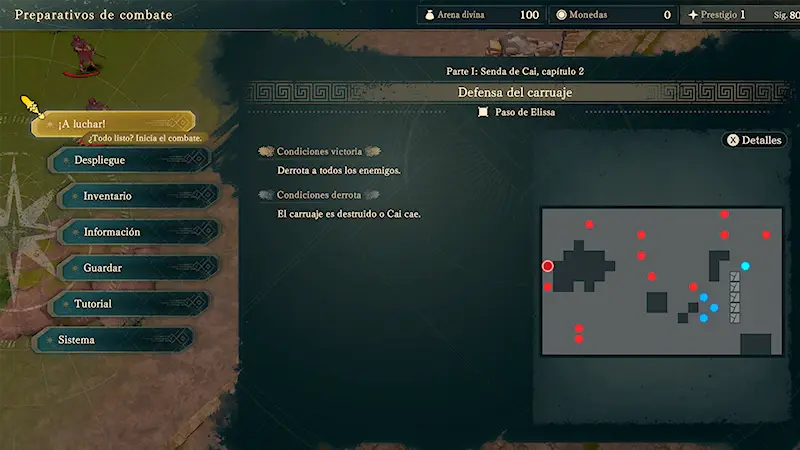 Preparativos de combate
Arena divina 100
Monedas 0
Prestigio 1
Sig. 80
Parte I: Senda de Cai, capítulo 2
Defensa del carruaje
Paso de Elissa
X Detalles
¡A luchar!
¿Todo listo? Inicia el combate.
Despliegue
Inventario
Información
Guardar
Tutorial
Sistema
Condiciones victoria
Derrota a todos los enemigos.
Condiciones derrota
El carruaje es destruido o Cai cae.